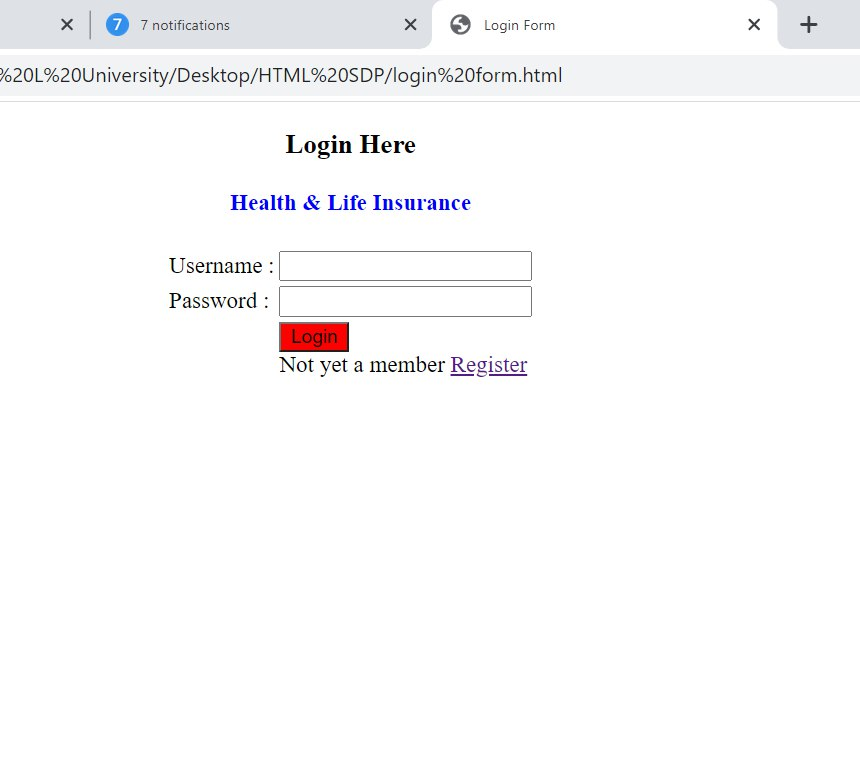 7 7 notifications Login Form
%20L%20University/Desktop/HTML%20SDP/login%20form.html
Login Here
Health & Life Insurance
Username :
Password :
Login
Not yet a member Register